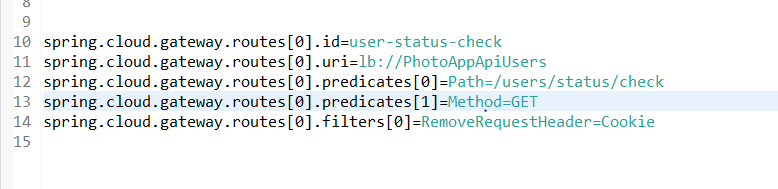 8
9
10 spring.cloud.gateway.routes[0].id=user-status-check
11 spring.cloud.gateway.routes[0].uri=lb://PhotoAppApiUsers
12 spring.cloud.gateway.routes[0].predicates[0]=Path=/users/status/check
13 spring.cloud.gateway.routes[0].predicates[1]=Method=GET
14 spring.cloud.gateway.routes[0].filters[0]=RemoveRequestHeader=Cookie
15